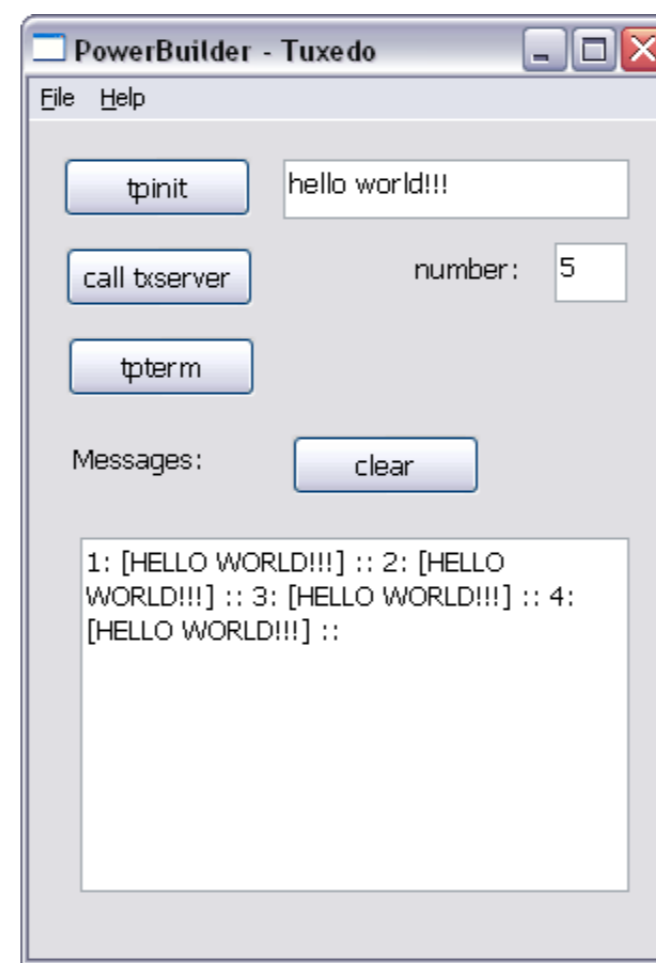 PowerBuilder - Tuxedo
File Help
tpinit
hello world!!!
call txserver
number:
5
tpterm
Messages:
clear
1: [HELLO WORLD!!!] :: 2: [HELLO
WORLD!!!] :: 3: [HELLO WORLD!!!] :: 4:
[HELLO WORLD!!!] ::